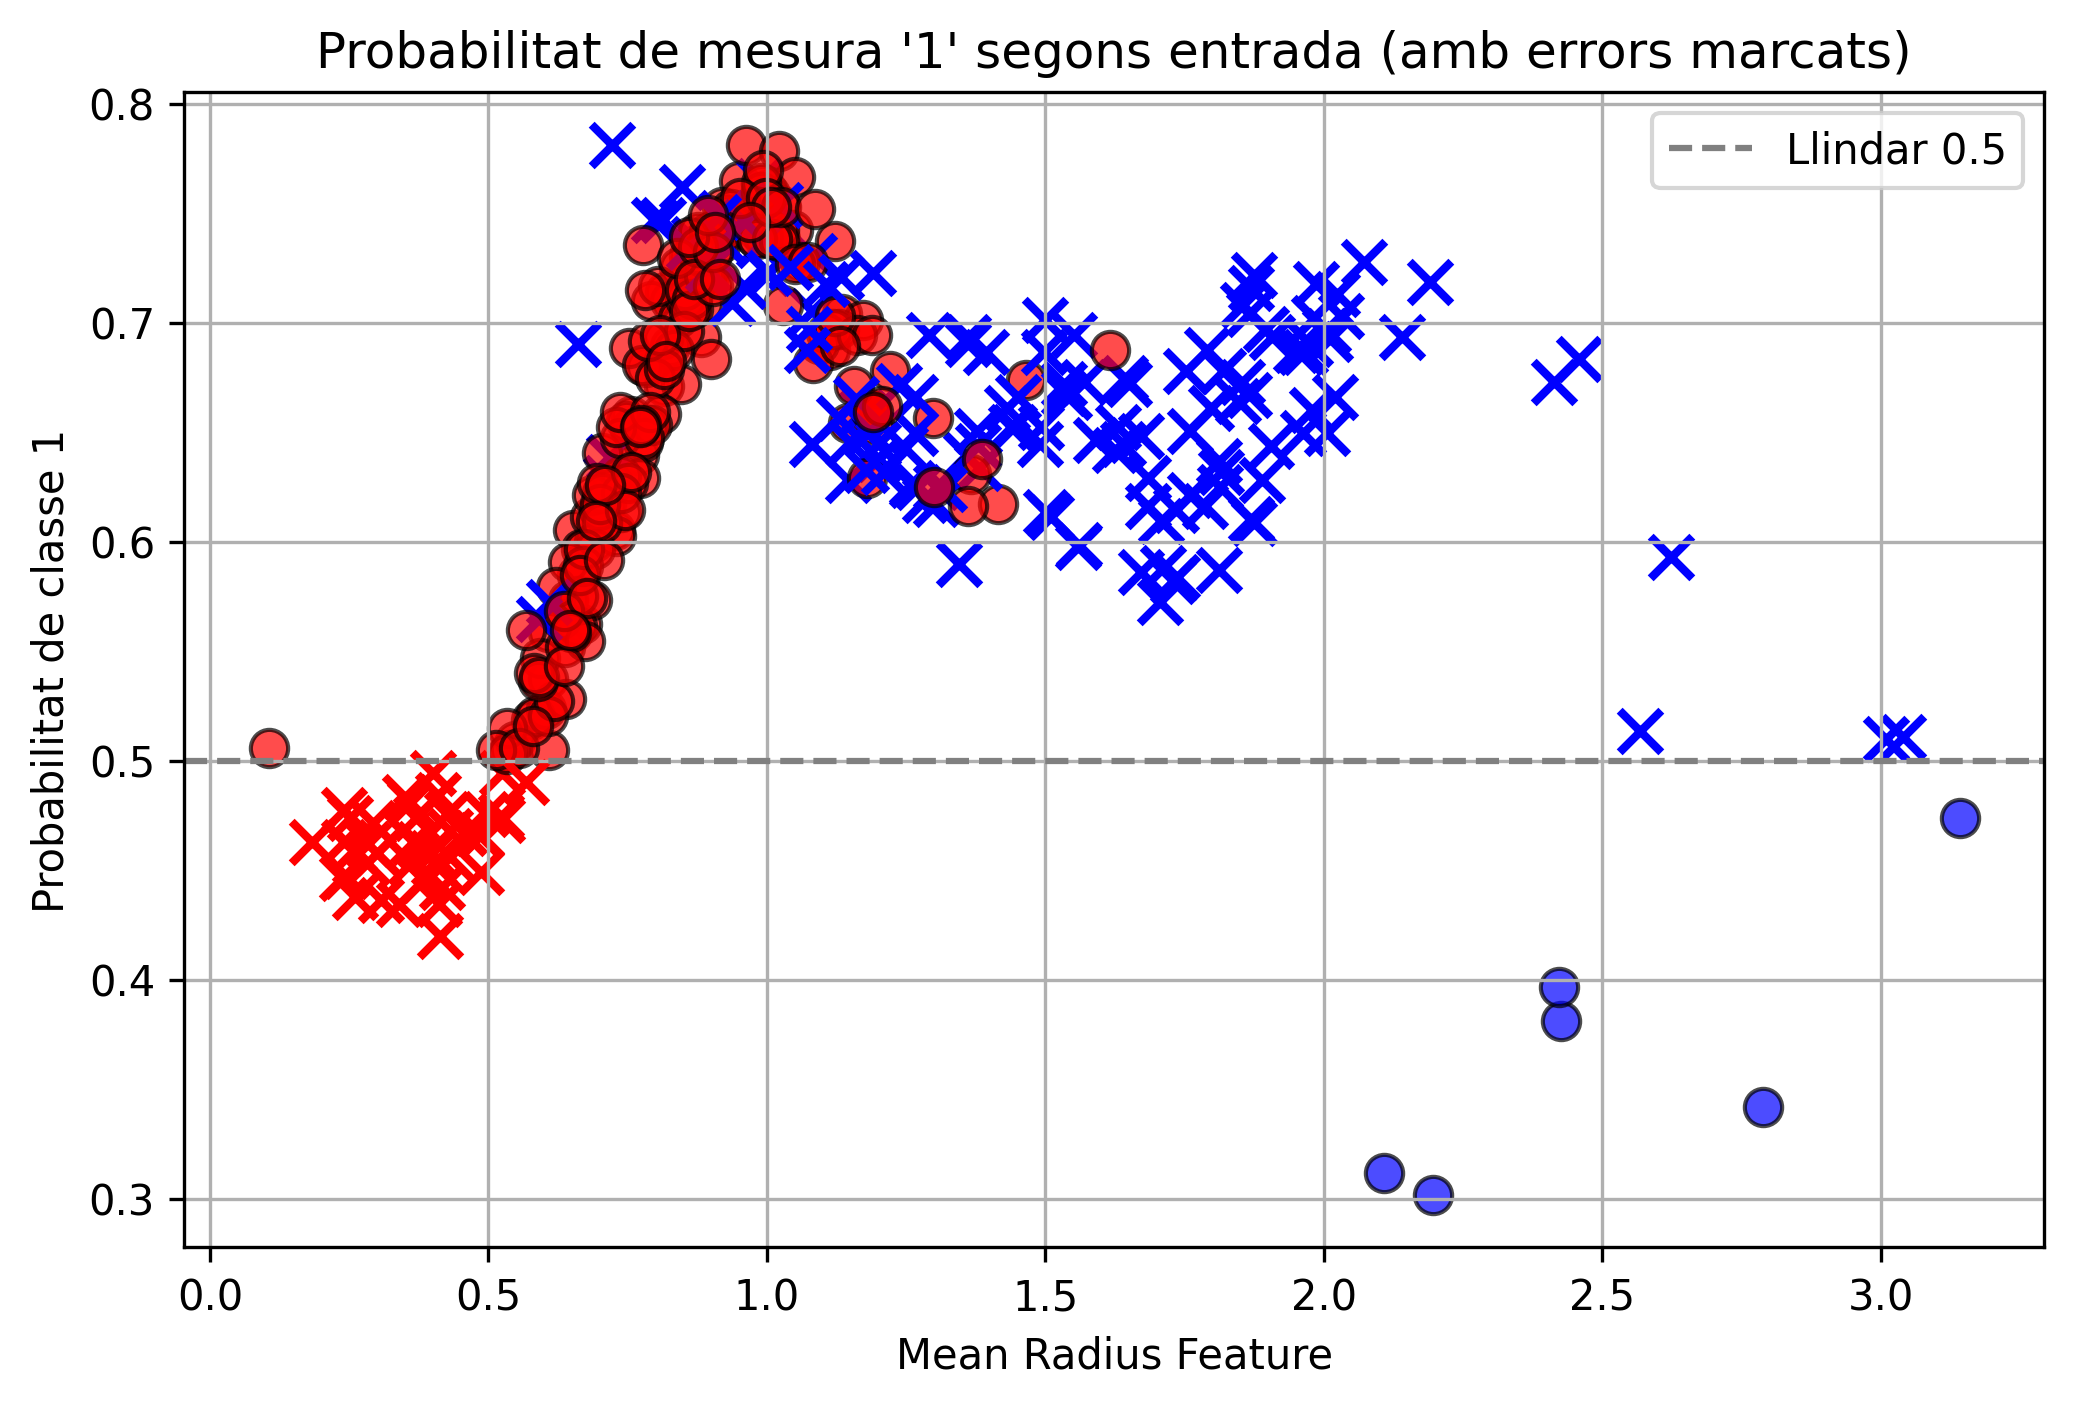 Probabilitat de mesura '1' segons entrada (amb errors marcats)
Llindar 0.5
Probabilitat de classe 1
0.8
0.7
0.6
0.5
0.4
0.3
0.0 0.5 1.0 1.5 2.0 2.5 3.0
Mean Radius Feature